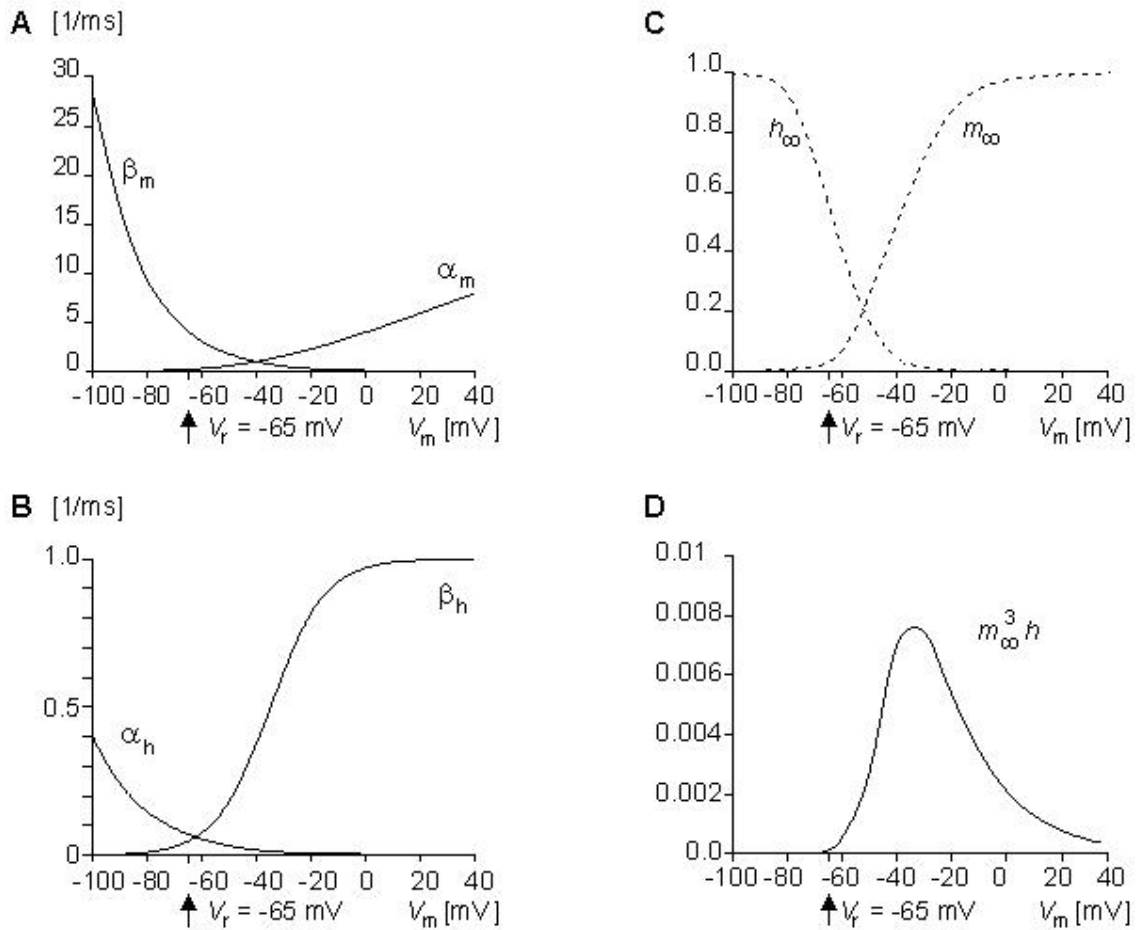 A [1/ms]
30
25
20
15
10
5
0
β_m
α_m
-100 -80 -60 -40 -20 0 20 40
V_r = -65 mV V_m [mV]
B [1/ms]
1.0
0.5
0
α_h
β_h
-100 -80 -60 -40 -20 0 20 40
V_r = -65 mV V_m [mV]
C
1.0
0.8
0.6
0.4
0.2
0.0
h_∞
m_∞
-100 -80 -60 -40 -20 0 20 40
V_r = -65 mV V_m [mV]
D
0.01
0.008
0.006
0.004
0.002
0.0
m_∞^3 h
-100 -80 -60 -40 -20 0 20 40
V_r = -65 mV V_m [mV]